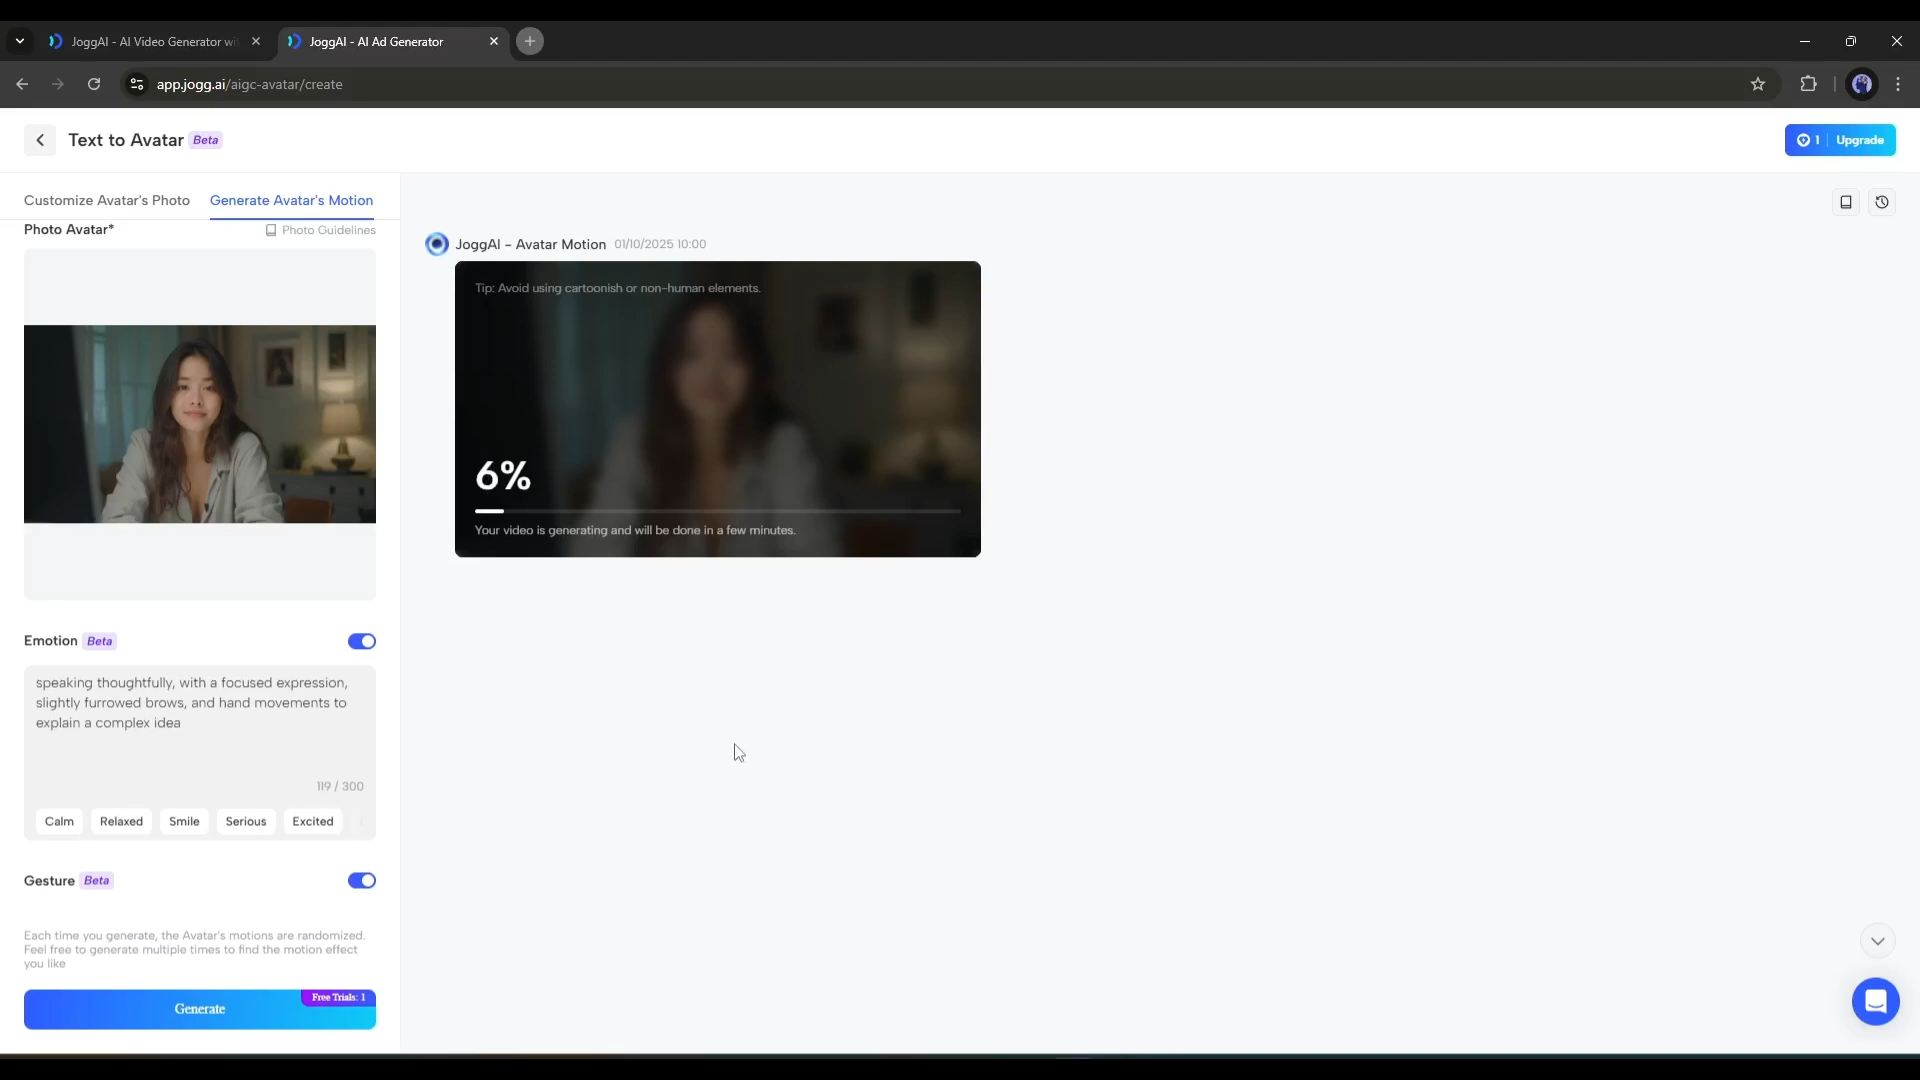 JoggAI - AI Video Generator wi
JoggAI - AI Ad Generator
app.jogg.ai/aigc-avatar/create
Text to Avatar Beta
1 Upgrade
Customize Avatar's Photo
Generate Avatar's Motion
Photo Avatar*
Photo Guidelines
JoggAI - Avatar Motion 01/10/2025 10:00
Tip: Avoid using cartoonish or non-human elements.
6%
Your video is generating and will be done in a few minutes.
Emotion Beta
speaking thoughtfully, with a focused expression,
slightly furrowed brows, and hand movements to
explain a complex idea
119 / 300
Calm Relaxed Smile Serious Excited
Gesture Beta
Each time you generate, the Avatar's motions are randomized.
Feel free to generate multiple times to find the motion effect
you like
Free Trials: 1
Generate